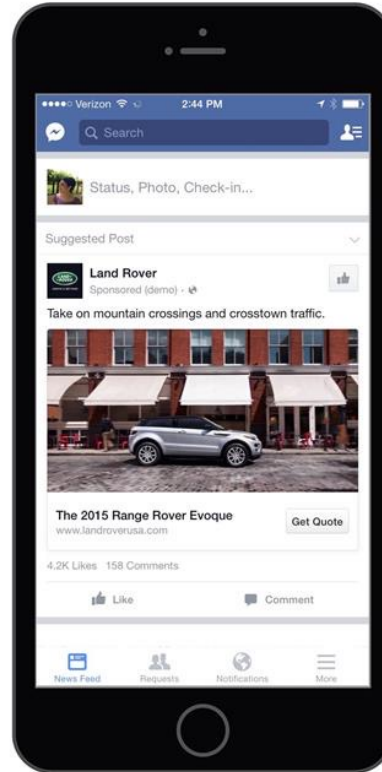 Verizon 2:44 PM
Search
Status, Photo, Check-in...
Suggested Post
Land Rover
Sponsored (demo) ·
Take on mountain crossings and crosstown traffic.
The 2015 Range Rover Evoque
www.landroverusa.com
Get Quote
4.2K Likes 158 Comments
Like Comment
News Feed Requests Notifications More